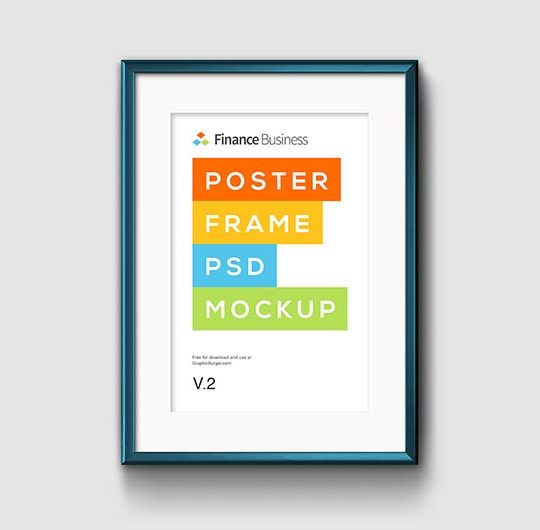 Finance Business
POSTER
FRAME
PSD
MOCKUP
Free for download and use at
GraphicBurger.com
V.2